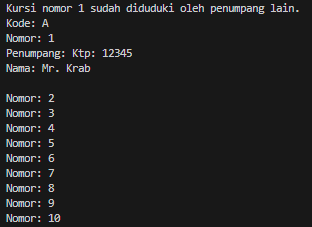 Kursi nomor 1 sudah diduduki oleh penumpang lain.
Kode: A
Nomor: 1
Penumpang: Ktp: 12345
Nama: Mr. Krab
Nomor: 2
Nomor: 3
Nomor: 4
Nomor: 5
Nomor: 6
Nomor: 7
Nomor: 8
Nomor: 9
Nomor: 10